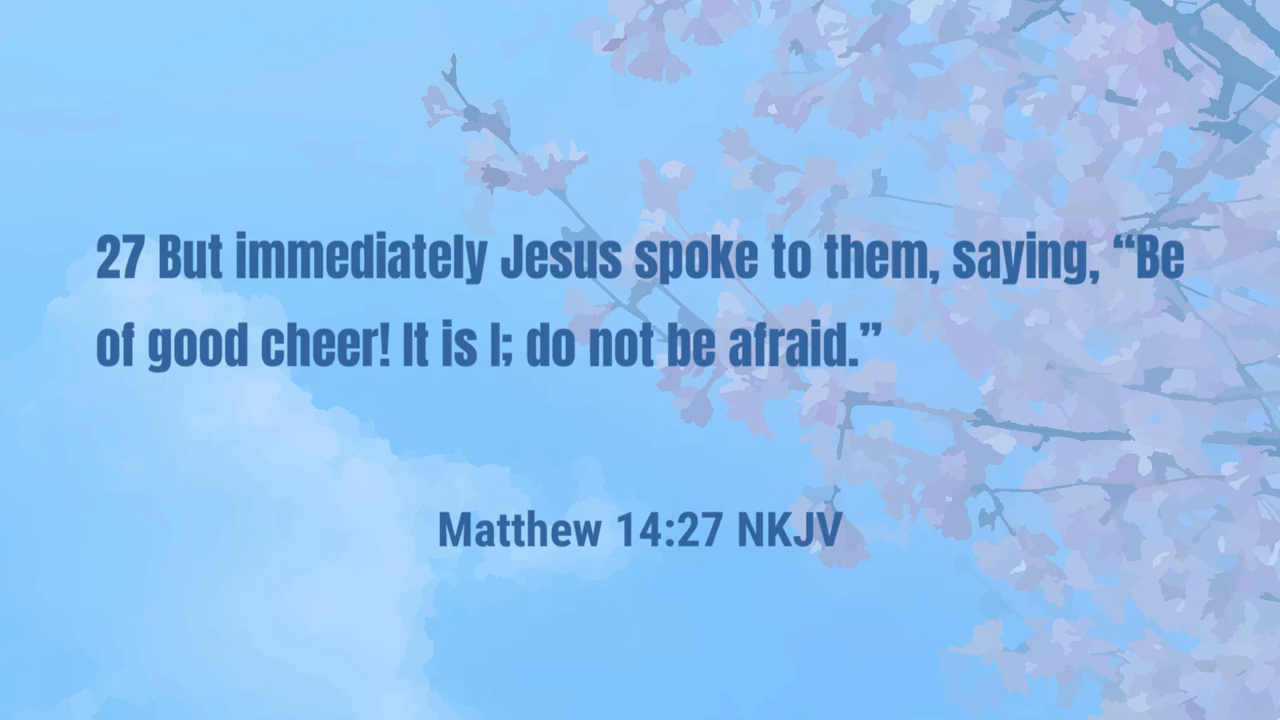 27 But immediately Jesus spoke to them, saying, “Be
of good cheer! It is I; do not be afraid.”
Matthew 14:27 NKJV